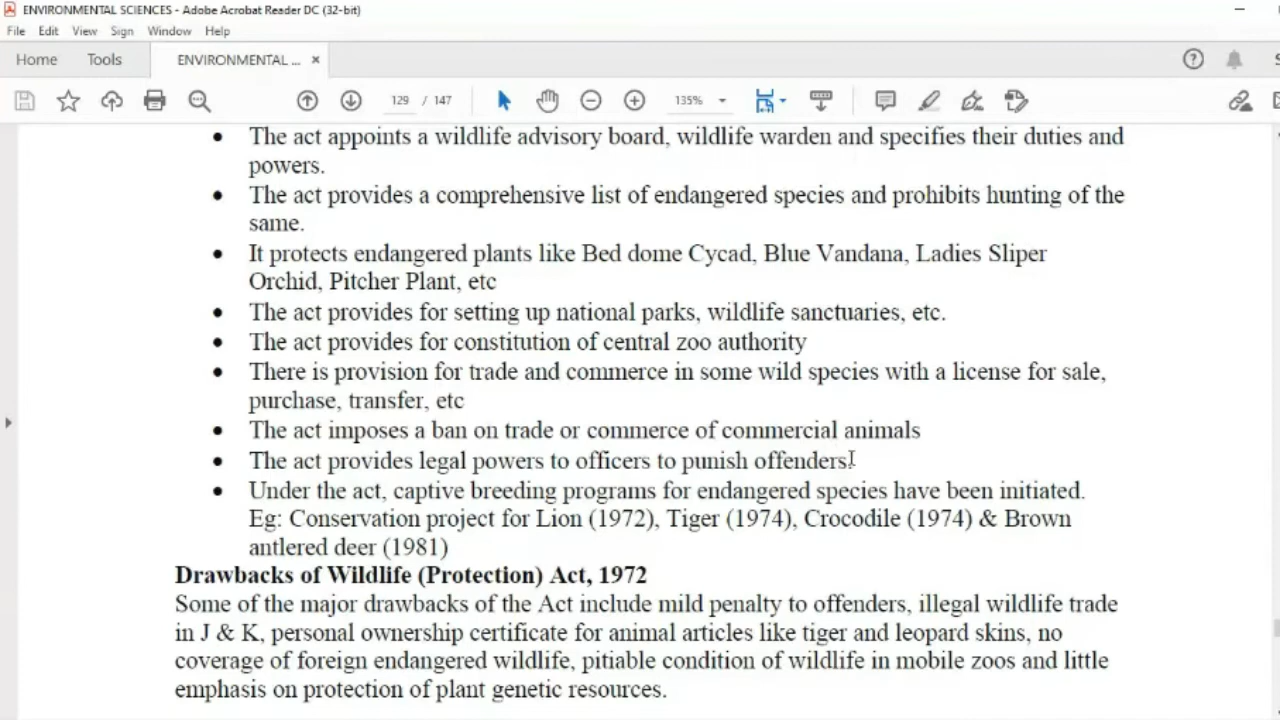 ENVIRONMENTAL SCIENCES - Adobe Acrobat Reader DC (32-bit)
File Edit View Sign Window Help
Home Tools ENVIRONMENTAL ... ×
129 / 147 135%
• The act appoints a wildlife advisory board, wildlife warden and specifies their duties and
powers.
• The act provides a comprehensive list of endangered species and prohibits hunting of the
same.
• It protects endangered plants like Bed dome Cycad, Blue Vandana, Ladies Sliper
Orchid, Pitcher Plant, etc
• The act provides for setting up national parks, wildlife sanctuaries, etc.
• The act provides for constitution of central zoo authority
• There is provision for trade and commerce in some wild species with a license for sale,
purchase, transfer, etc
• The act imposes a ban on trade or commerce of commercial animals
• The act provides legal powers to officers to punish offenders.
• Under the act, captive breeding programs for endangered species have been initiated.
Eg: Conservation project for Lion (1972), Tiger (1974), Crocodile (1974) & Brown
antlered deer (1981)
Drawbacks of Wildlife (Protection) Act, 1972
Some of the major drawbacks of the Act include mild penalty to offenders, illegal wildlife trade
in J & K, personal ownership certificate for animal articles like tiger and leopard skins, no
coverage of foreign endangered wildlife, pitiable condition of wildlife in mobile zoos and little
emphasis on protection of plant genetic resources.